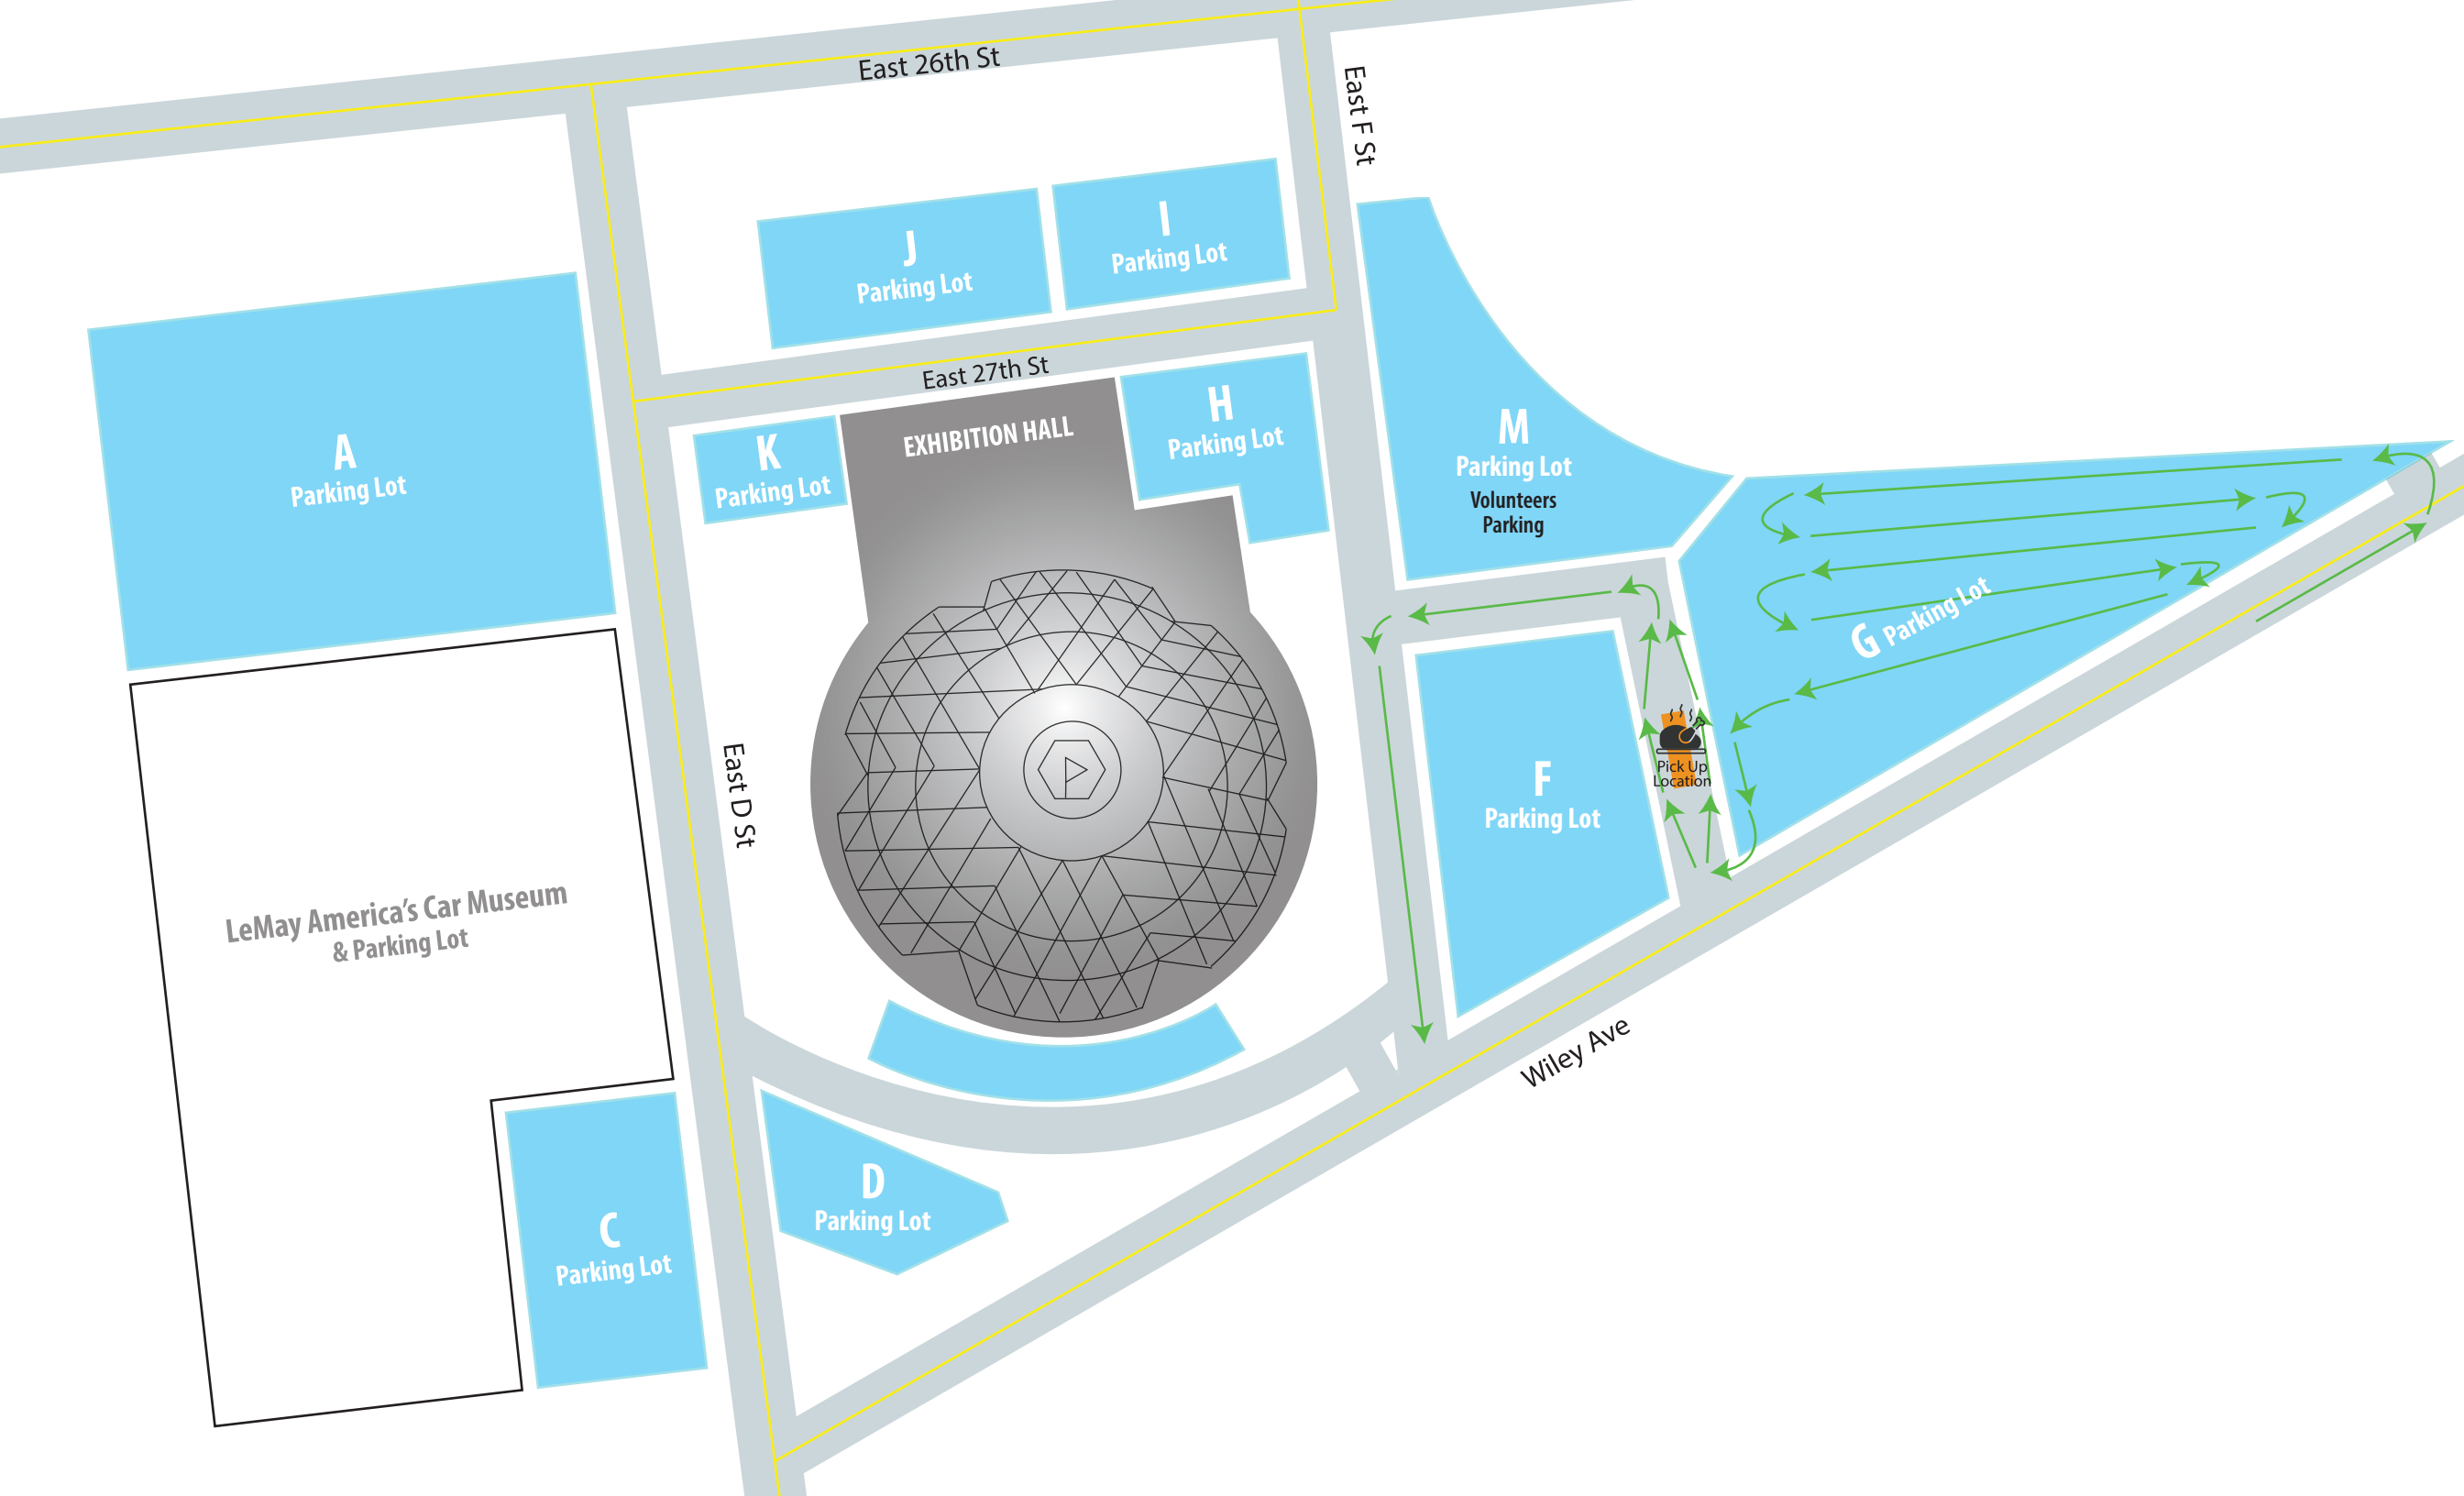 East 26th St
East F St
J
Parking Lot
I
Parking Lot
East 27th St
A
Parking Lot
K
Parking Lot
EXHIBITION HALL
H
Parking Lot
M
Parking Lot
Volunteers
Parking
G Parking Lot
Pick Up
Location
F
Parking Lot
East D St
LeMay America’s Car Museum
& Parking Lot
Wiley Ave
D
Parking Lot
C
Parking Lot